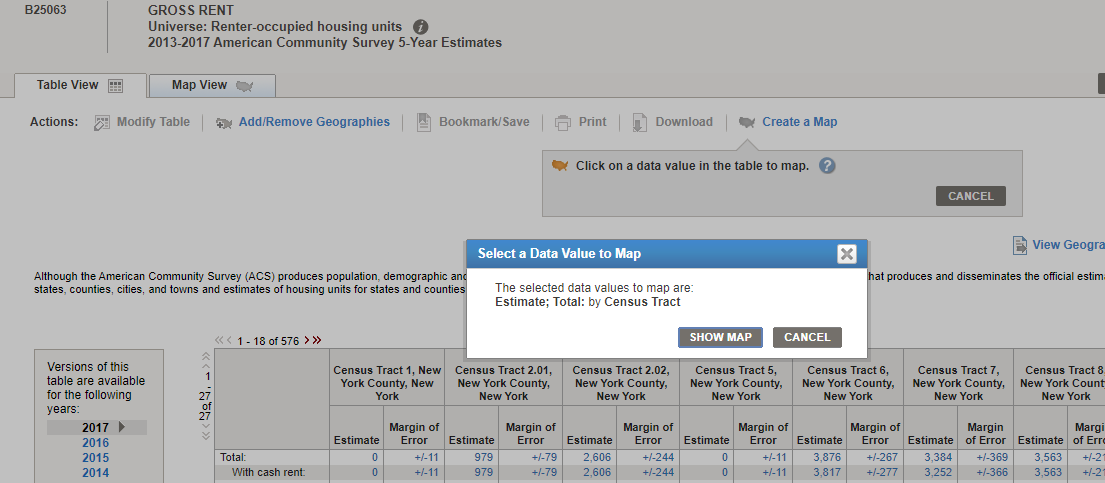 B25063
GROSS RENT
Universe: Renter-occupied housing units
2013-2017 American Community Survey 5-Year Estimates
Table View
Map View
Actions: Modify Table Add/Remove Geographies Bookmark/Save Print Download Create a Map
Click on a data value in the table to map. ?
CANCEL
Select a Data Value to Map
View Geogra
Although the American Community Survey (ACS) produces population, demographic and
hat produces and disseminates the official estim
states, counties, cities, and towns and estimates of housing units for states and counties
The selected data values to map are:
Estimate; Total: by Census Tract
SHOW MAP CANCEL
1 - 18 of 576
Versions of this
table are available
for the following
years:
2017
2016
2015
2014
1
-
27
of
27
Census Tract 1, New
York County, New
York
Census Tract 2.01,
New York County,
New York
Census Tract 2.02,
New York County,
New York
Census Tract 5,
New York County,
New York
Census Tract 6,
New York County,
New York
Census Tract 7,
New York County,
New York
Census Tract 8
New York Count
New York
Estimate Margin of Error Estimate Margin of Error Estimate Margin of Error Estimate Margin of Error Estimate Margin of Error Estimate Margin of Error Estimate Margi of Erro
Total: 0 +/-11 979 +/-79 2,606 +/-244 0 +/-11 3,876 +/-267 3,384 +/-369 3,563 +/-2
With cash rent: 0 +/-11 979 +/-79 2,606 +/-244 0 +/-11 3,817 +/-277 3,252 +/-366 3,563 +/-2